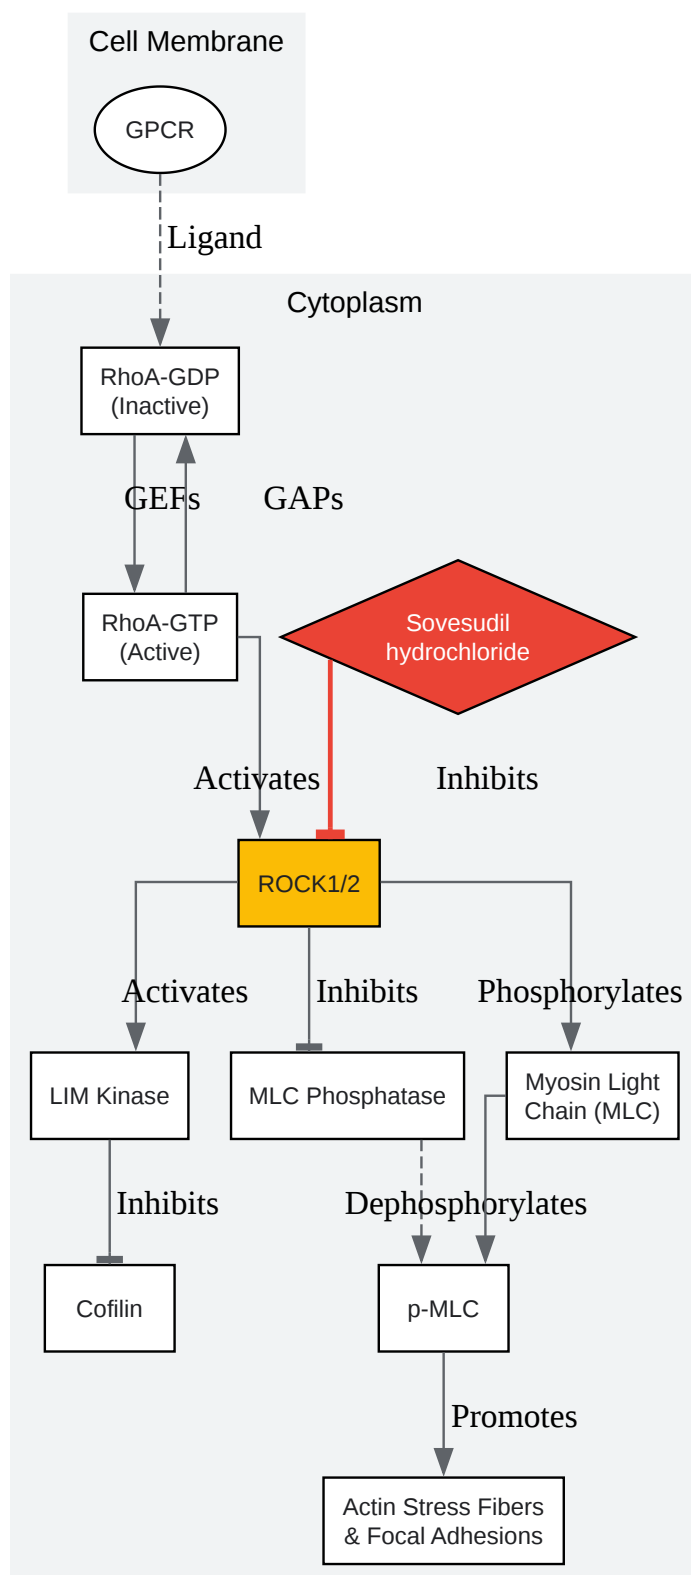 Cell Membrane
GPCR
Ligand
Cytoplasm
RhoA-GDP
(Inactive)
GEFs
GAPs
RhoA-GTP
(Active)
Sovesudil
hydrochloride
Activates
Inhibits
ROCK1/2
Activates
Inhibits
Phosphorylates
LIM Kinase
MLC Phosphatase
Myosin Light
Chain (MLC)
Inhibits
Dephosphorylates
Cofilin
p-MLC
Promotes
Actin Stress Fibers
& Focal Adhesions